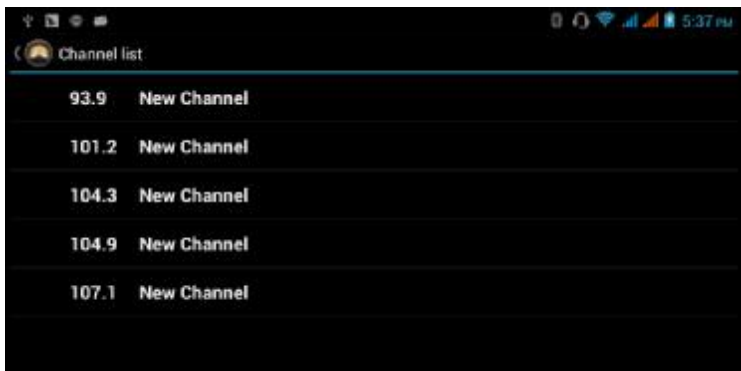 5:37 PM
Channel list
93.9 New Channel
101.2 New Channel
104.3 New Channel
104.9 New Channel
107.1 New Channel